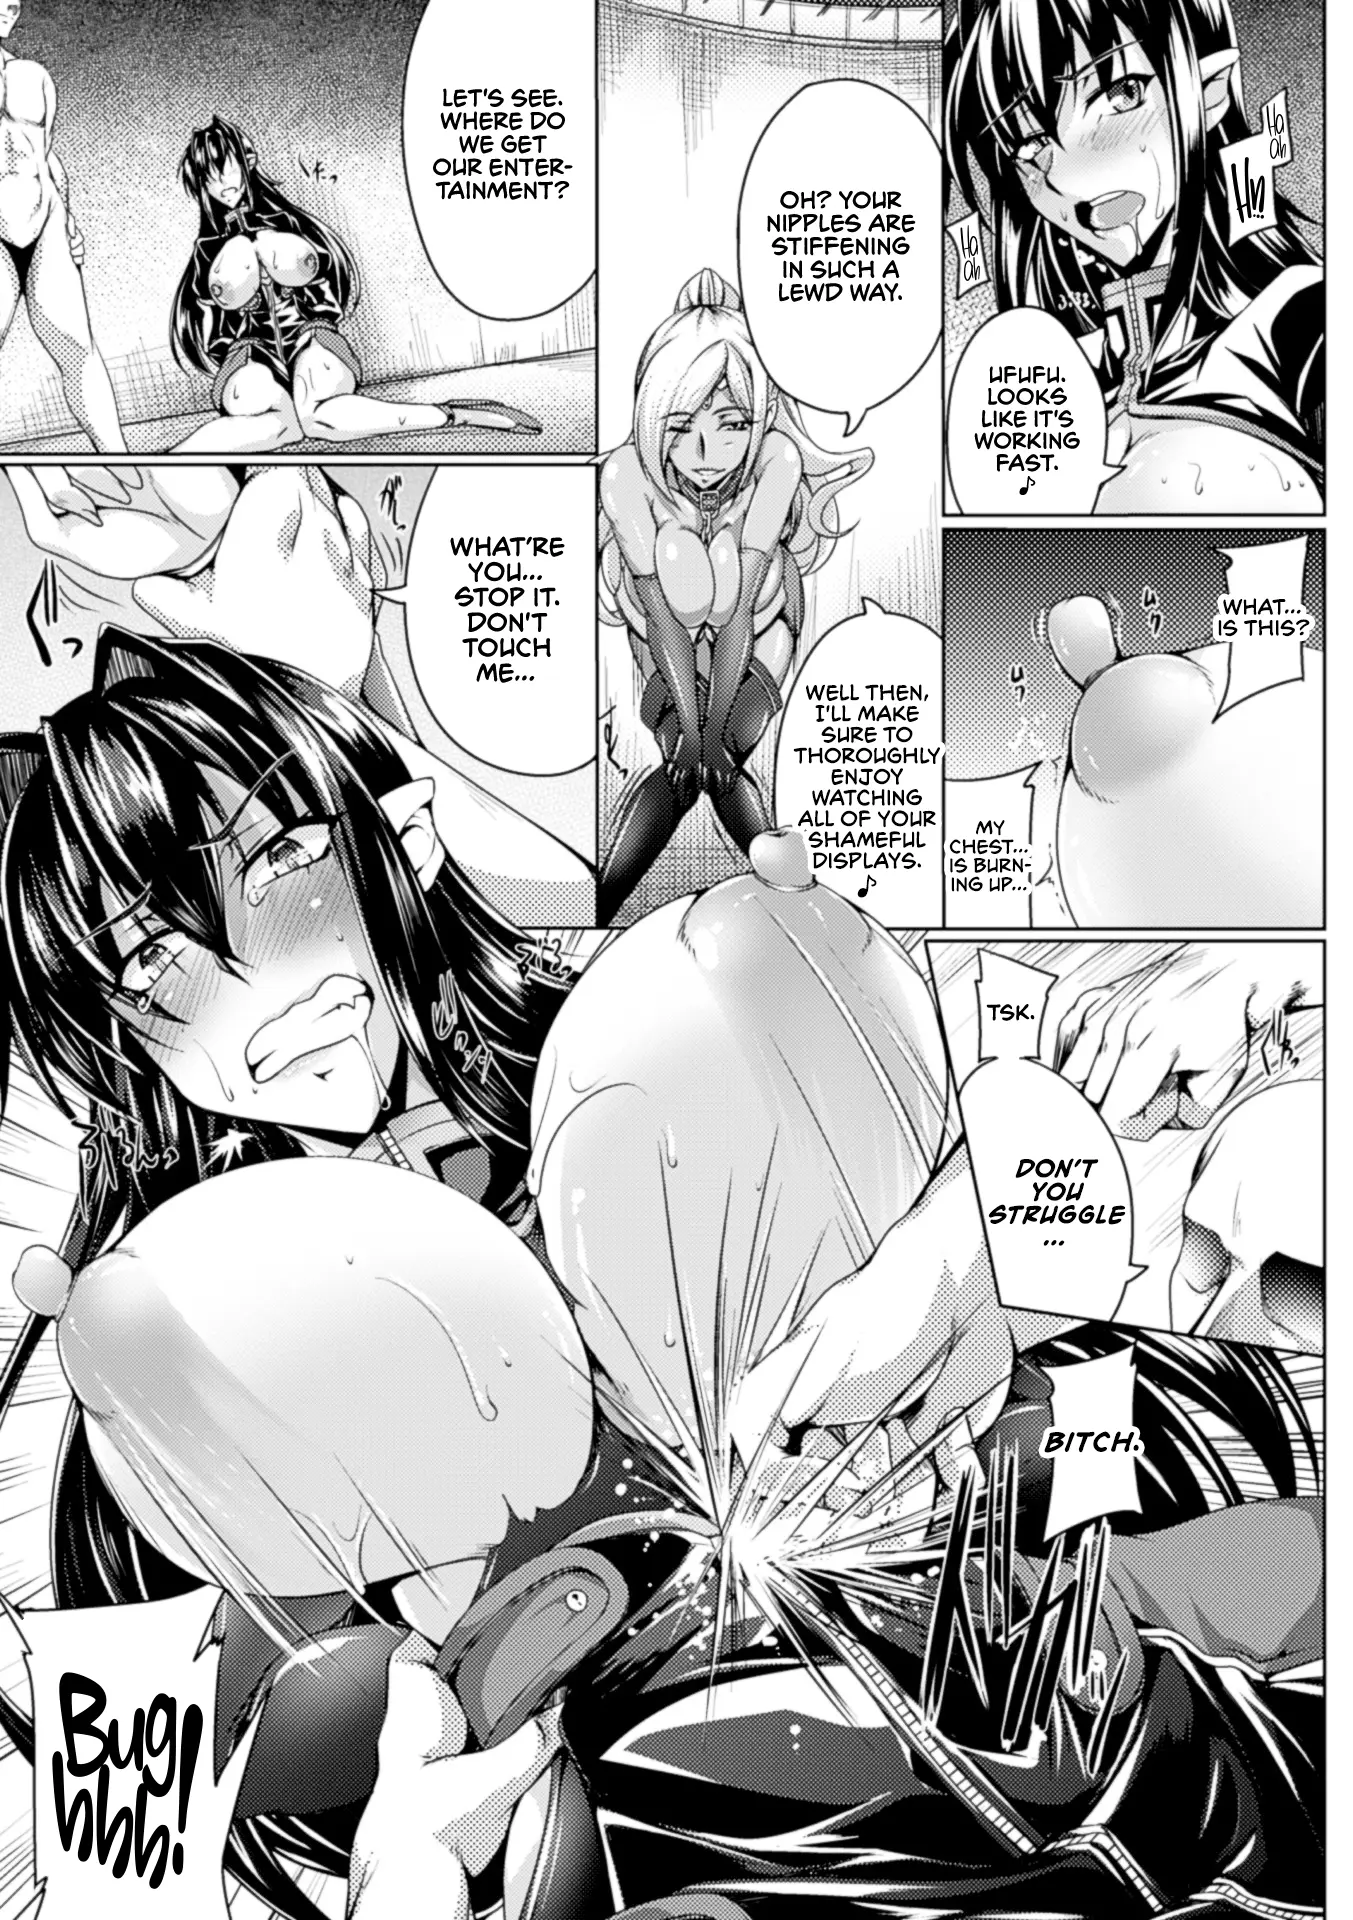 Ha
ah
Hn...
Ha
ah
UFUFU.
LOOKS
LIKE IT'S
WORKING
FAST.
♪
OH? YOUR
NIPPLES ARE
STIFFENING
IN SUCH A
LEWD WAY.
LET'S SEE.
WHERE DO
WE GET
OUR ENTER-
TAINMENT?
WHAT...
IS THIS?
MY
CHEST...
IS BURN-
ING UP...
WELL THEN,
I'LL MAKE
SURE TO
THOROUGHLY
ENJOY
WATCHING
ALL OF YOUR
SHAMEFUL
DISPLAYS.
♪
WHAT'RE
YOU...
STOP IT.
DON'T
TOUCH
ME...
TSK.
DON'T
YOU
STRUGGLE
...
BITCH.
Bug
hhhh!